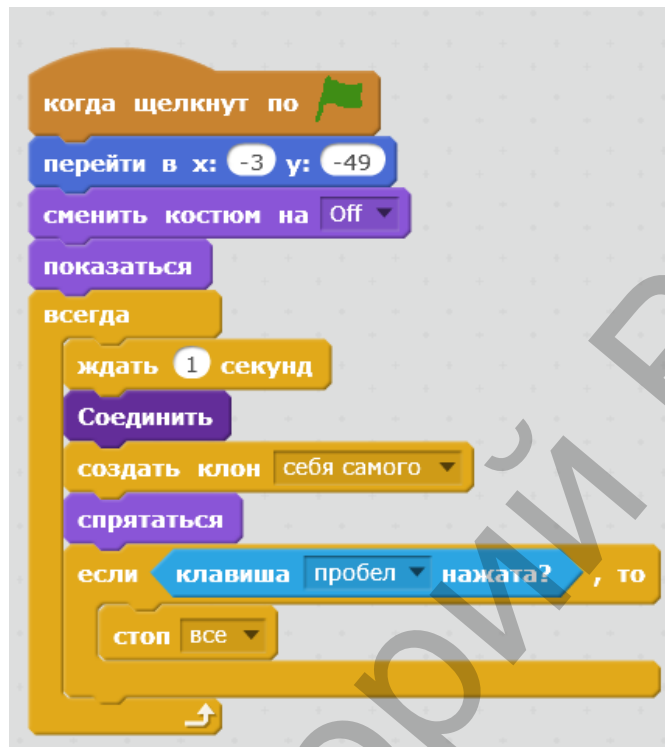 когда щелкнут по
перейти в x: -3 y: -49
сменить костюм на Off
показаться
всегда
ждать 1 секунд
Соединить
создать клон себя самого
спрятаться
если клавиша пробел нажата? , то
стоп все